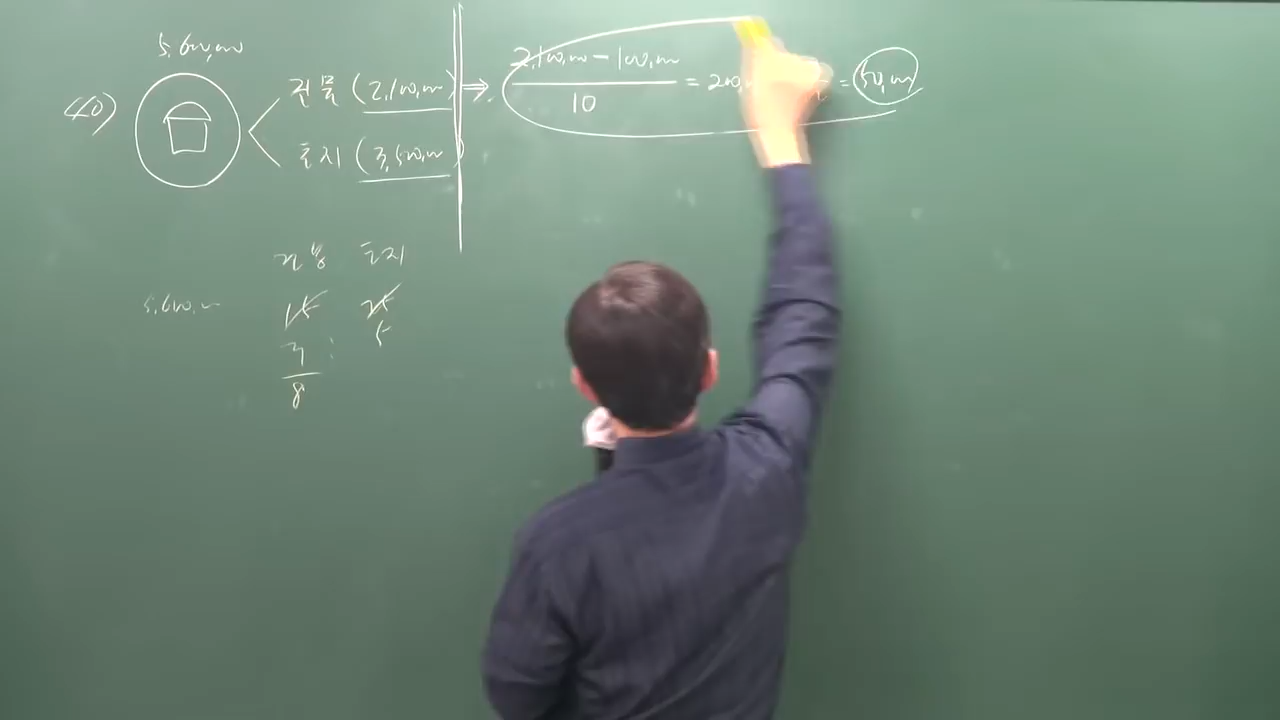 5,600,000
40)
건물 (2,100,000)
토지 (3,500,000)
⇒ 2,100,000 - 100,000
10
= 200,
= 50,000
건물 토지
5,600,000 15 25
3 : 5
8